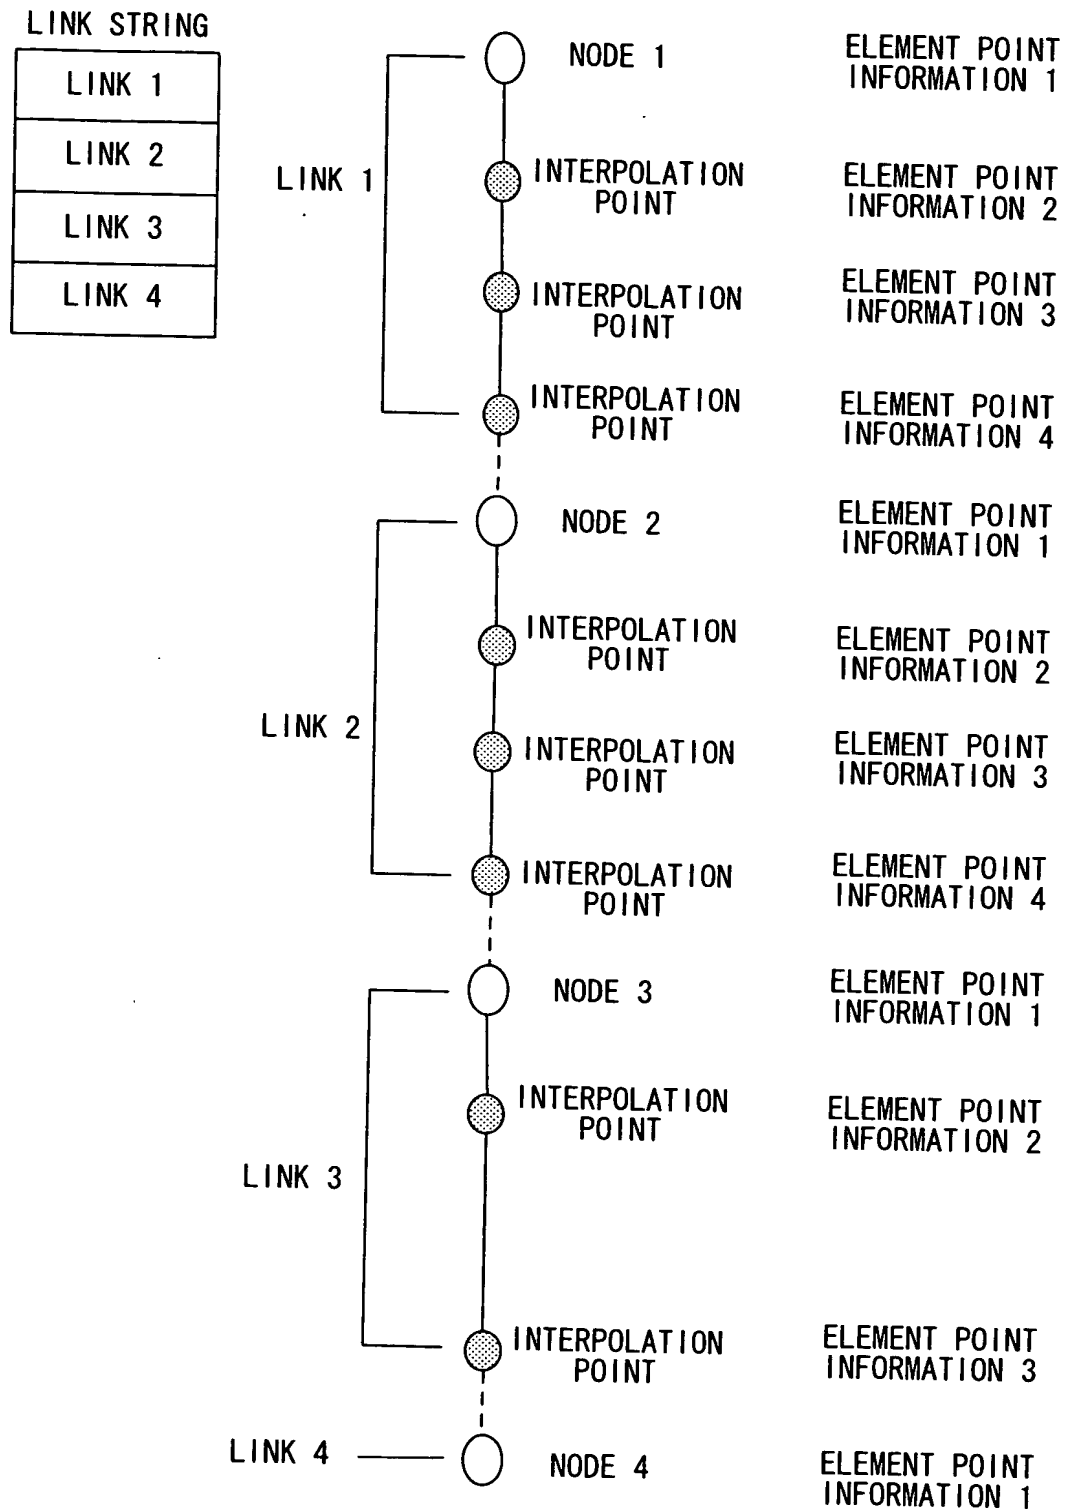 LINK STRING
LINK 1
LINK 2
LINK 3
LINK 4
LINK 1
NODE 1
ELEMENT POINT
INFORMATION 1
INTERPOLATION
POINT
ELEMENT POINT
INFORMATION 2
INTERPOLATION
POINT
ELEMENT POINT
INFORMATION 3
INTERPOLATION
POINT
ELEMENT POINT
INFORMATION 4
LINK 2
NODE 2
ELEMENT POINT
INFORMATION 1
INTERPOLATION
POINT
ELEMENT POINT
INFORMATION 2
INTERPOLATION
POINT
ELEMENT POINT
INFORMATION 3
INTERPOLATION
POINT
ELEMENT POINT
INFORMATION 4
LINK 3
NODE 3
ELEMENT POINT
INFORMATION 1
INTERPOLATION
POINT
ELEMENT POINT
INFORMATION 2
INTERPOLATION
POINT
ELEMENT POINT
INFORMATION 3
LINK 4
NODE 4
ELEMENT POINT
INFORMATION 1